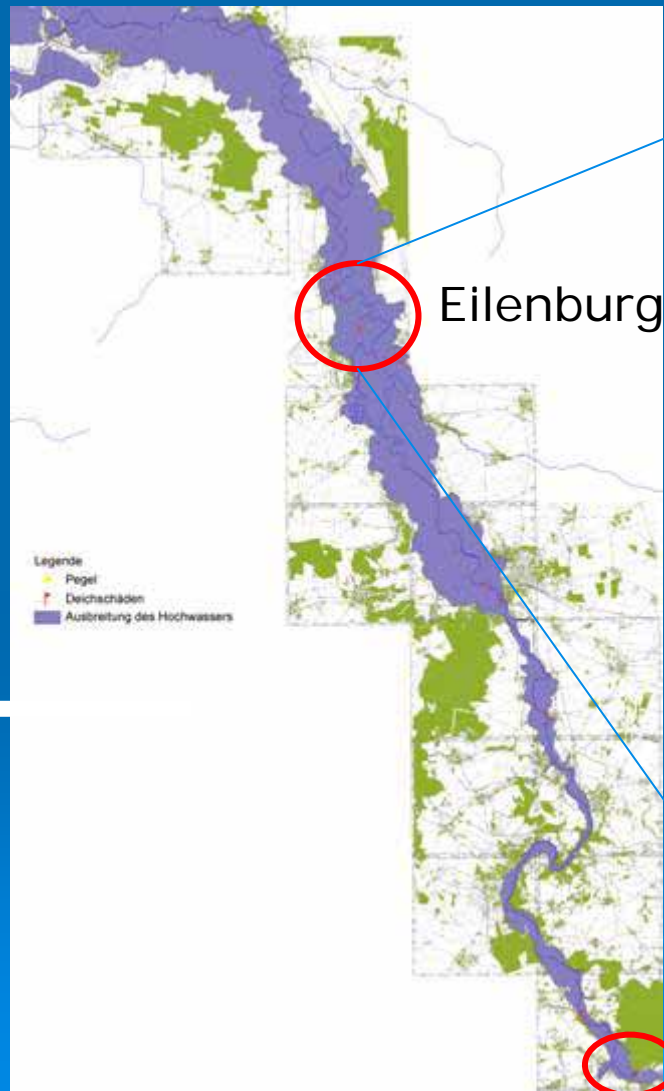 Eilenburg
Legende
Pegel
Deichschäden
Ausbreitung des Hochwassers